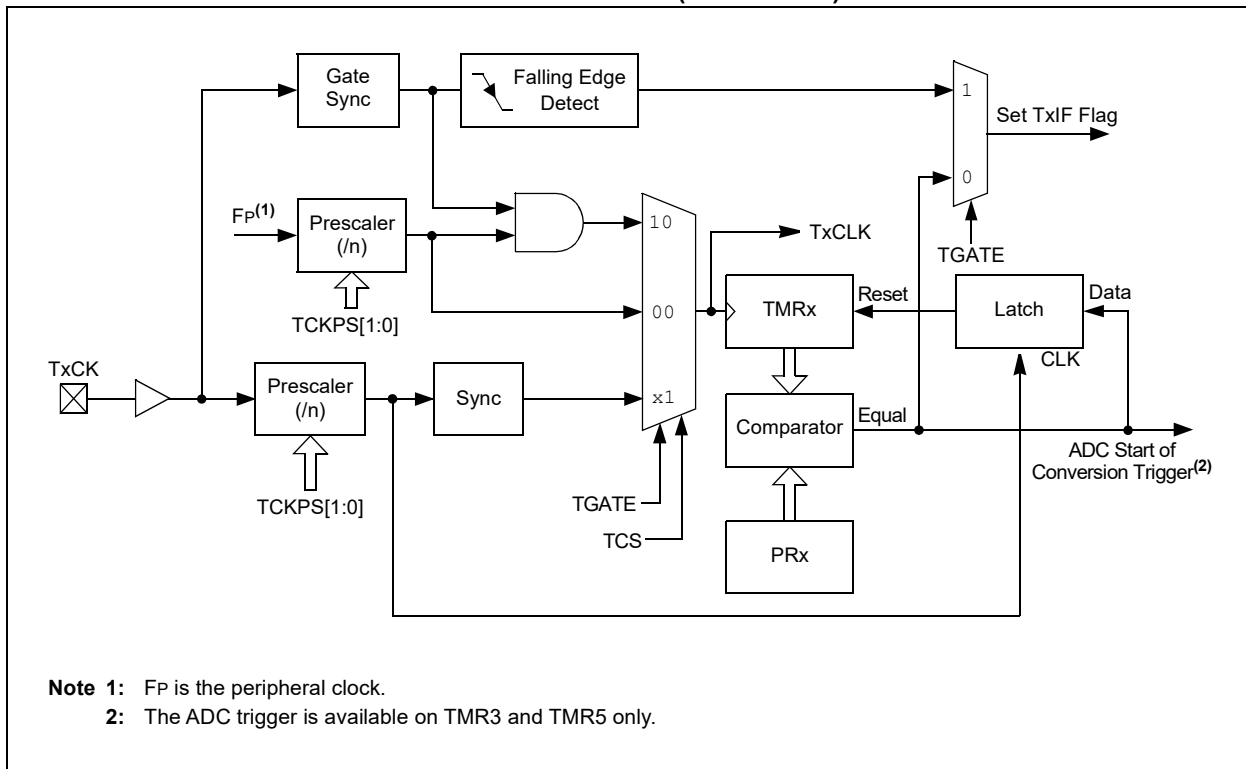 Gate
Sync
Falling Edge
Detect
1
Set TxIF Flag
0
TGATE
FP(1)
Prescaler
(/n)
TCKPS[1:0]
10
00
x1
TxCLK
TMRx
Reset
Latch
Data
CLK
TxCK
Prescaler
(/n)
TCKPS[1:0]
Sync
Comparator
Equal
ADC Start of
Conversion Trigger(2)
TGATE
TCS
PRx
Note 1: FP is the peripheral clock.
2: The ADC trigger is available on TMR3 and TMR5 only.